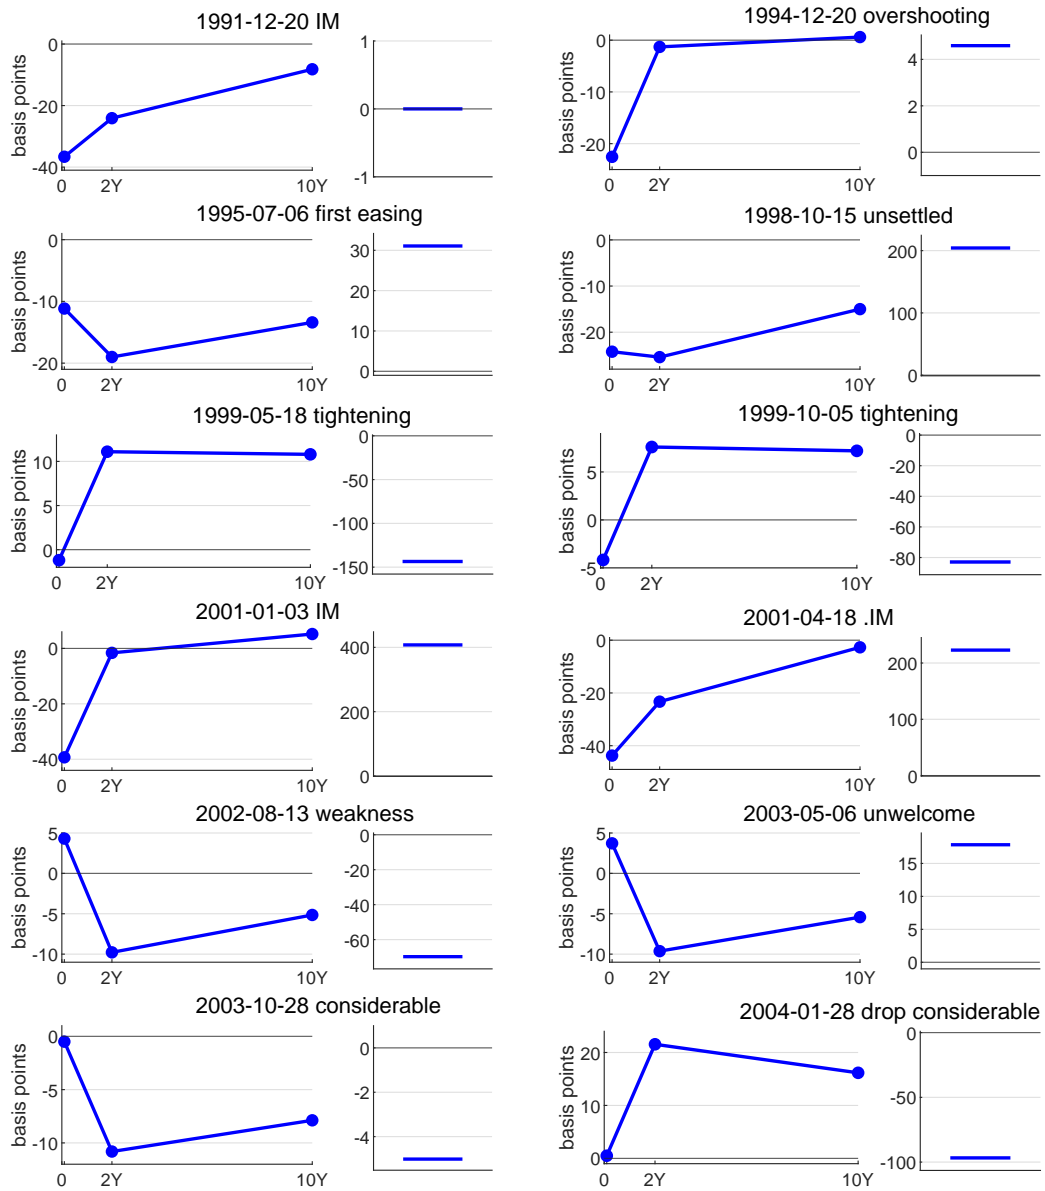 1991-12-20 IM
basis points
0
-20
-40
0 2Y 10Y
1
0
-1
1994-12-20 overshooting
basis points
0
-10
-20
0 2Y 10Y
4
2
0
1995-07-06 first easing
basis points
0
-10
-20
0 2Y 10Y
30
20
10
0
1998-10-15 unsettled
basis points
0
-10
-20
0 2Y 10Y
200
100
0
1999-05-18 tightening
basis points
10
5
0
0 2Y 10Y
0
-50
-100
-150
1999-10-05 tightening
basis points
5
0
-5
0 2Y 10Y
0
-20
-40
-60
-80
2001-01-03 IM
basis points
0
-20
-40
0 2Y 10Y
400
200
0
2001-04-18 .IM
basis points
0
-20
-40
0 2Y 10Y
200
100
0
2002-08-13 weakness
basis points
5
0
-5
-10
0 2Y 10Y
0
-20
-40
-60
2003-05-06 unwelcome
basis points
5
0
-5
-10
0 2Y 10Y
15
10
5
0
2003-10-28 considerable
basis points
0
-5
-10
0 2Y 10Y
0
-2
-4
2004-01-28 drop considerable
basis points
20
10
0
0 2Y 10Y
0
-50
-100